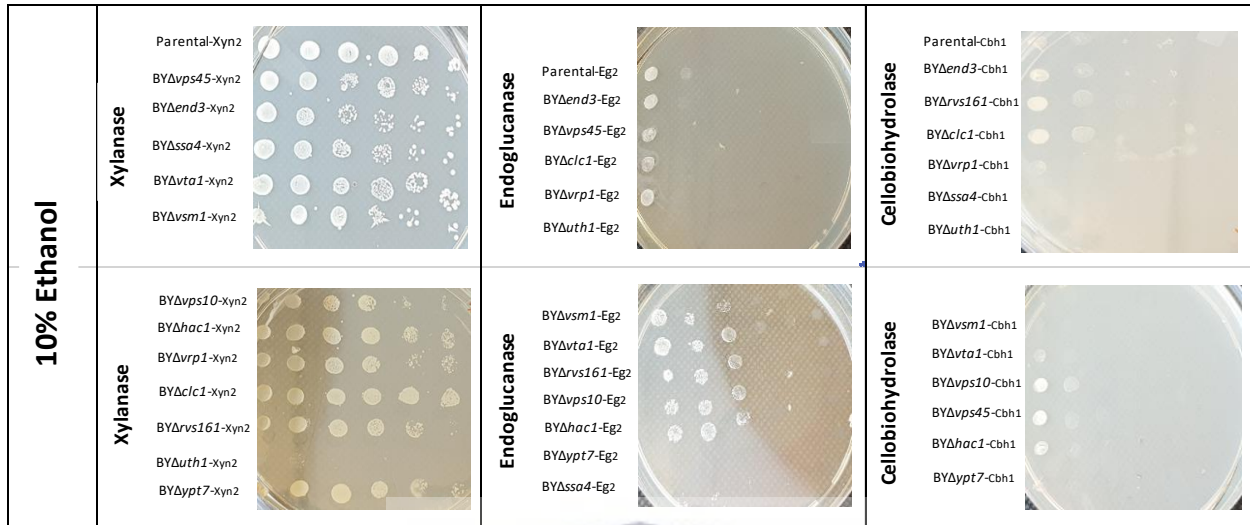 10% Ethanol
Xylanase
Parental-Xyn2
BYΔvps45-Xyn2
BYΔend3-Xyn2
BYΔssa4-Xyn2
BYΔvta1-Xyn2
BYΔvsm1-Xyn2
Endoglucanase
Parental-Eg2
BYΔend3-Eg2
BYΔvps45-Eg2
BYΔclc1-Eg2
BYΔvrp1-Eg2
BYΔuth1-Eg2
Cellobiohydrolase
Parental-Cbh1
BYΔend3-Cbh1
BYΔrvs161-Cbh1
BYΔclc1-Cbh1
BYΔvrp1-Cbh1
BYΔssa4-Cbh1
BYΔuth1-Cbh1
Xylanase
BYΔvps10-Xyn2
BYΔhac1-Xyn2
BYΔvrp1-Xyn2
BYΔclc1-Xyn2
BYΔrvs161-Xyn2
BYΔuth1-Xyn2
BYΔypt7-Xyn2
Endoglucanase
BYΔvsm1-Eg2
BYΔvta1-Eg2
BYΔrvs161-Eg2
BYΔvps10-Eg2
BYΔhac1-Eg2
BYΔypt7-Eg2
BYΔssa4-Eg2
Cellobiohydrolase
BYΔvsm1-Cbh1
BYΔvta1-Cbh1
BYΔvps10-Cbh1
BYΔvps45-Cbh1
BYΔhac1-Cbh1
BYΔypt7-Cbh1